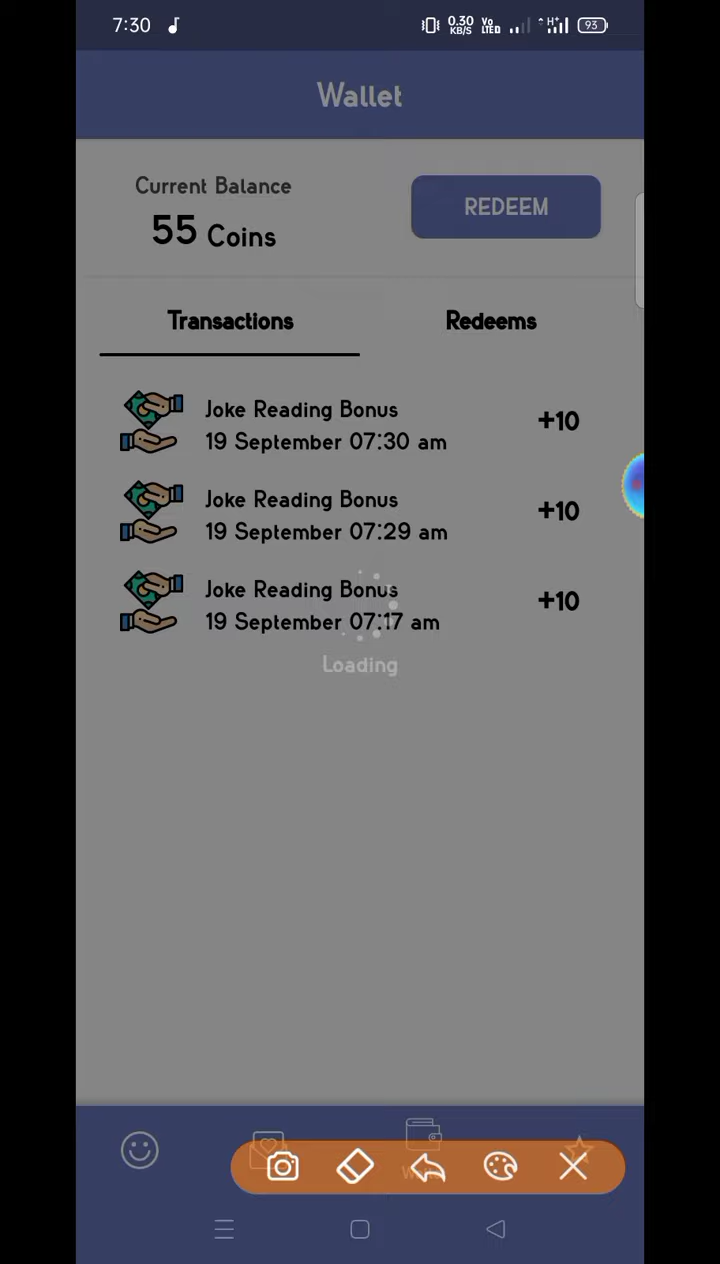 7:30
0.30 KB/S
Vo LTED
H+
93
Wallet
Current Balance
55 Coins
REDEEM
Transactions
Redeems
Joke Reading Bonus
19 September 07:30 am
+10
Joke Reading Bonus
19 September 07:29 am
+10
Joke Reading Bonus
19 September 07:17 am
+10
Loading